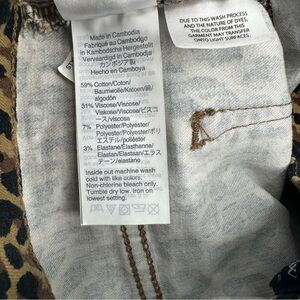 Made in Cambodia
Fabriqué au Cambodge
In Kambodscha Hergestellt
Vervaardigd in Cambodja
カンボジア製
Hecho en Camboya
59% Cotton/Coton/
Baumwolle/Katoen/綿/
algodón
31% Viscose/Viscose/
Viskose/Viscose/ビスコー
ス/viscosa
7% Polyester/Polyester/
Polyester/Polyester/ポリ
エステル/poliéster
3% Elastane/Élasthanne/
Elastan/Elastaan/エラス
テーン/elastano
Inside out machine wash
cold with like colors.
Non-chlorine bleach only.
Tumble dry low. Iron on
lowest setting.
DUE TO THIS WASH PROCESS
AND THE NATURE OF DYES,
THE COLOR FROM THIS
GARMENT MAY TRANSFER
ONTO LIGHT SURFACES.